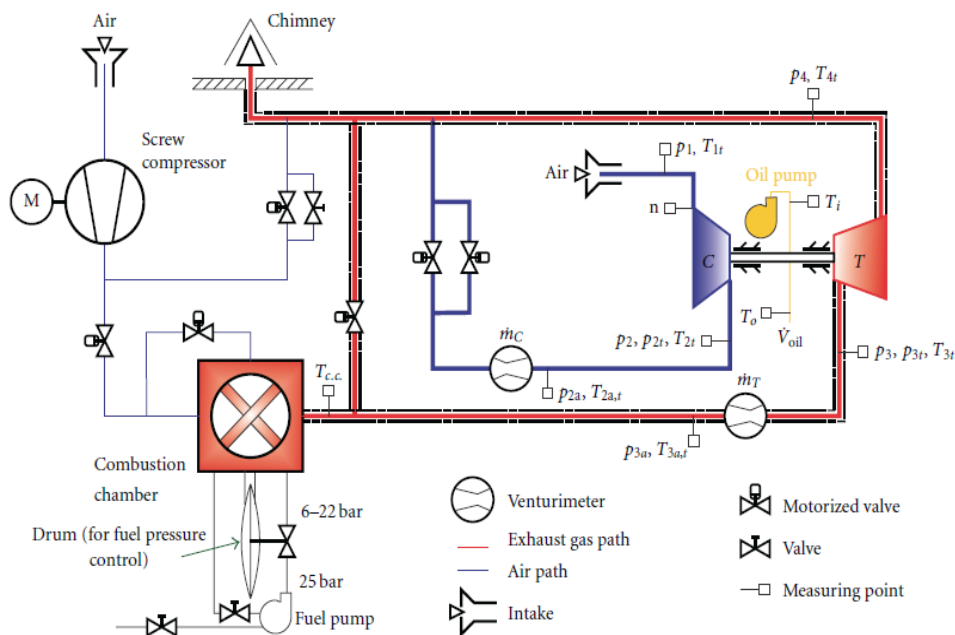 Air
Chimney
p4, T4t
Screw
compressor
M
Air
p1, T1t
Oil pump
Ti
n
C
T
To
V̇oil
ṁC
p2, p2t, T2t
p3, p3t, T3t
Tc.c.
p2a, T2a,t
ṁT
p3a, T3a,t
Combustion
chamber
6–22 bar
Drum (for fuel pressure
control)
25 bar
Fuel pump
Venturimeter
Exhaust gas path
Air path
Intake
Motorized valve
Valve
Measuring point